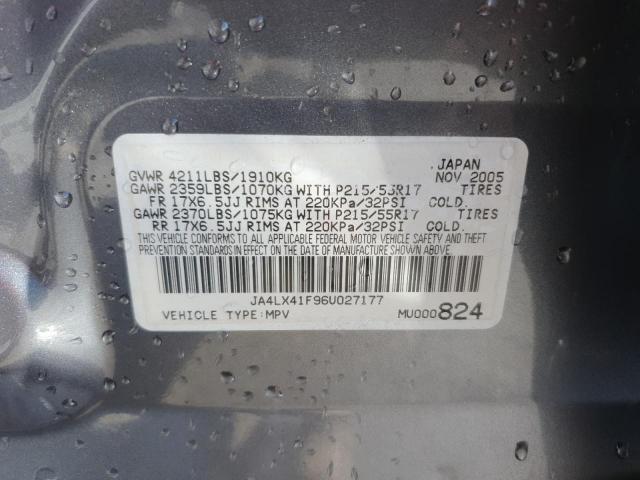 JAPAN
GVWR 4211LBS/1910KG NOV 2005
GAWR 2359LBS/1070KG WITH P215/55R17 TIRES
FR 17X6.5JJ RIMS AT 220KPa/32PSI COLD.
GAWR 2370LBS/1075KG WITH P215/55R17 TIRES
RR 17X6.5JJ RIMS AT 220KPa/32PSI COLD.
THIS VEHICLE CONFORMS TO ALL APPLICABLE FEDERAL MOTOR VEHICLE SAFETY AND THEFT
PREVENTION STANDARDS IN EFFECT ON THE DATE OF MANUFACTURE SHOWN ABOVE.
JA4LX41F96U027177
VEHICLE TYPE:MPV MU000824